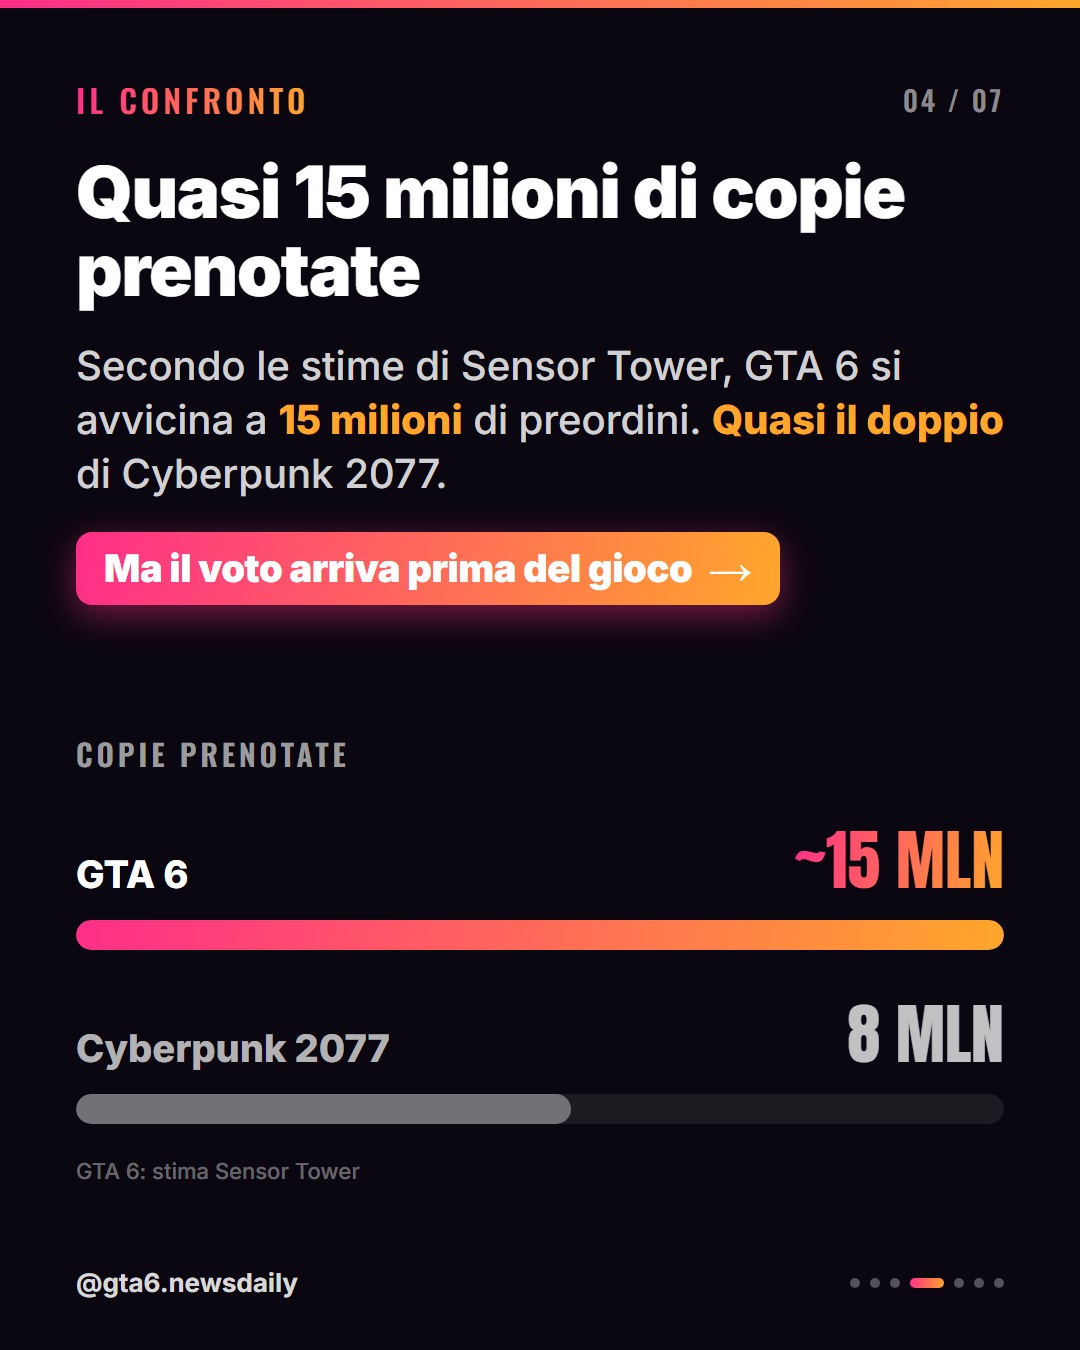 IL CONFRONTO
04 / 07
Quasi 15 milioni di copie
prenotate
Secondo le stime di Sensor Tower, GTA 6 si
avvicina a 15 milioni di preordini. Quasi il doppio
di Cyberpunk 2077.
Ma il voto arriva prima del gioco →
COPIE PRENOTATE
GTA 6
~15 MLN
Cyberpunk 2077
8 MLN
GTA 6: stima Sensor Tower
@gta6.newsdaily